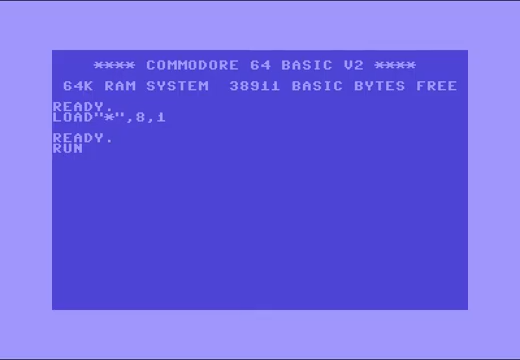 **** COMMODORE 64 BASIC V2 ****
64K RAM SYSTEM  38911 BASIC BYTES FREE
READY.
LOAD"*",8,1
READY.
RUN